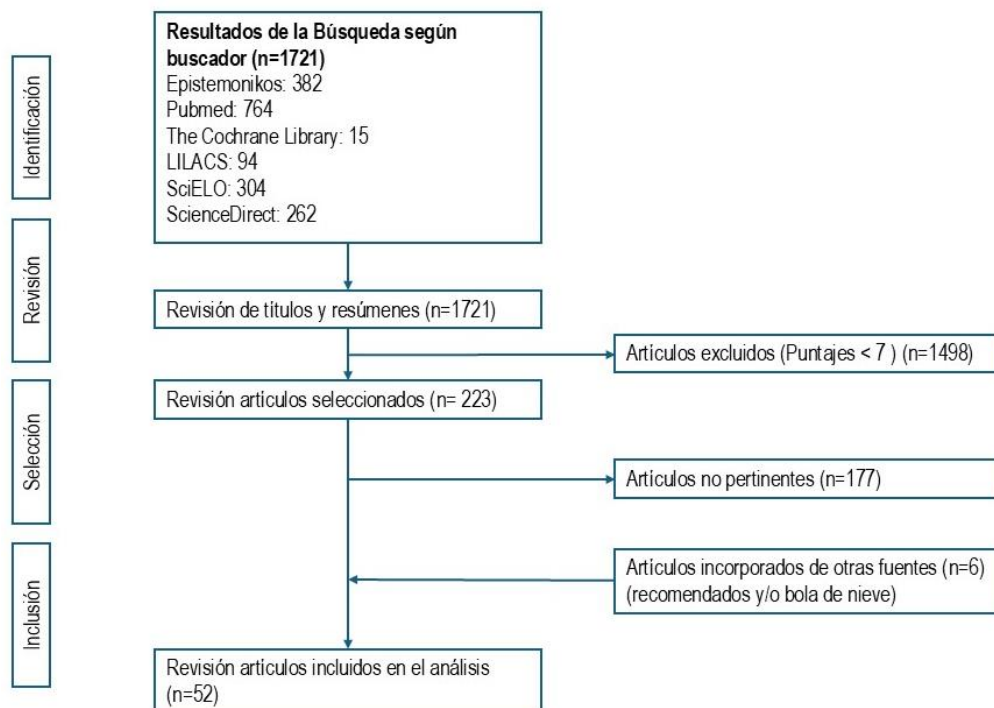 Identificación
Resultados de la Búsqueda según
buscador (n=1721)
Epistemonikos: 382
Pubmed: 764
The Cochrane Library: 15
LILACS: 94
SciELO: 304
ScienceDirect: 262
Revisión
Revisión de títulos y resúmenes (n=1721)
Artículos excluidos (Puntajes < 7 ) (n=1498)
Selección
Revisión artículos seleccionados (n= 223)
Artículos no pertinentes (n=177)
Inclusión
Artículos incorporados de otras fuentes (n=6)
(recomendados y/o bola de nieve)
Revisión artículos incluidos en el análisis
(n=52)